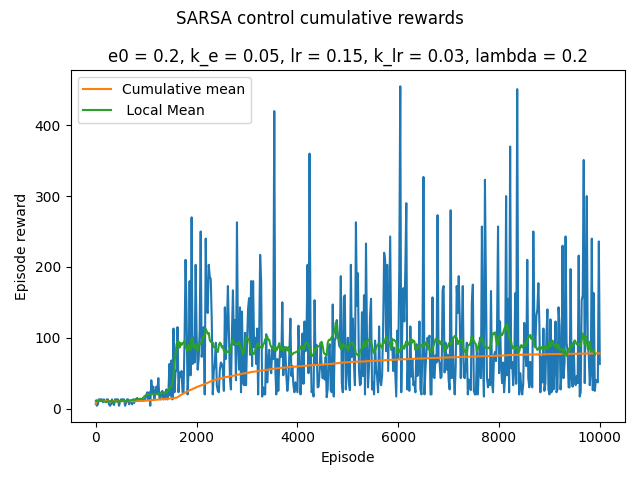 SARSA control cumulative rewards
e0 = 0.2, k_e = 0.05, lr = 0.15, k_lr = 0.03, lambda = 0.2
Cumulative mean
Local Mean
400
300
200
100
0
Episode reward
0 2000 4000 6000 8000 10000
Episode